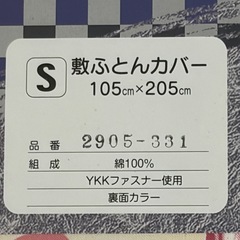 S 敷ふとんカバー
105cm×205cm
品番 2905-331
組成 綿100%
YKKファスナー使用
裏面カラー